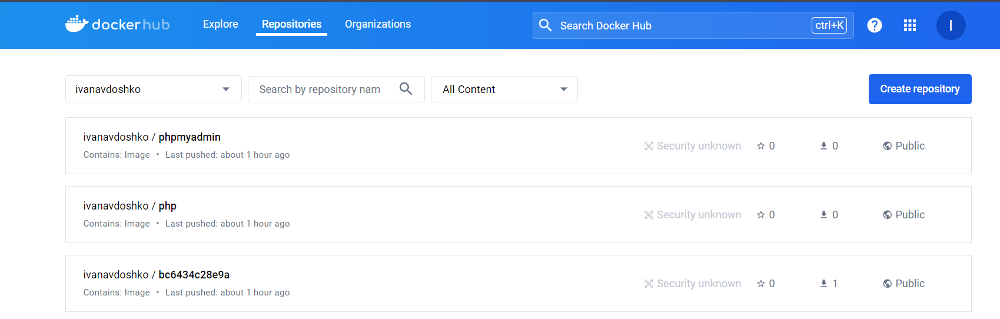 docker hub Explore Repositories Organizations Search Docker Hub ctrl+K ? I
ivanavdoshko Search by repository nam All Content Create repository
ivanavdoshko / phpmyadmin
Contains: Image • Last pushed: about 1 hour ago
Security unknown 0 0 Public
ivanavdoshko / php
Contains: Image • Last pushed: about 1 hour ago
Security unknown 0 0 Public
ivanavdoshko / bc6434c28e9a
Contains: Image • Last pushed: about 1 hour ago
Security unknown 0 1 Public